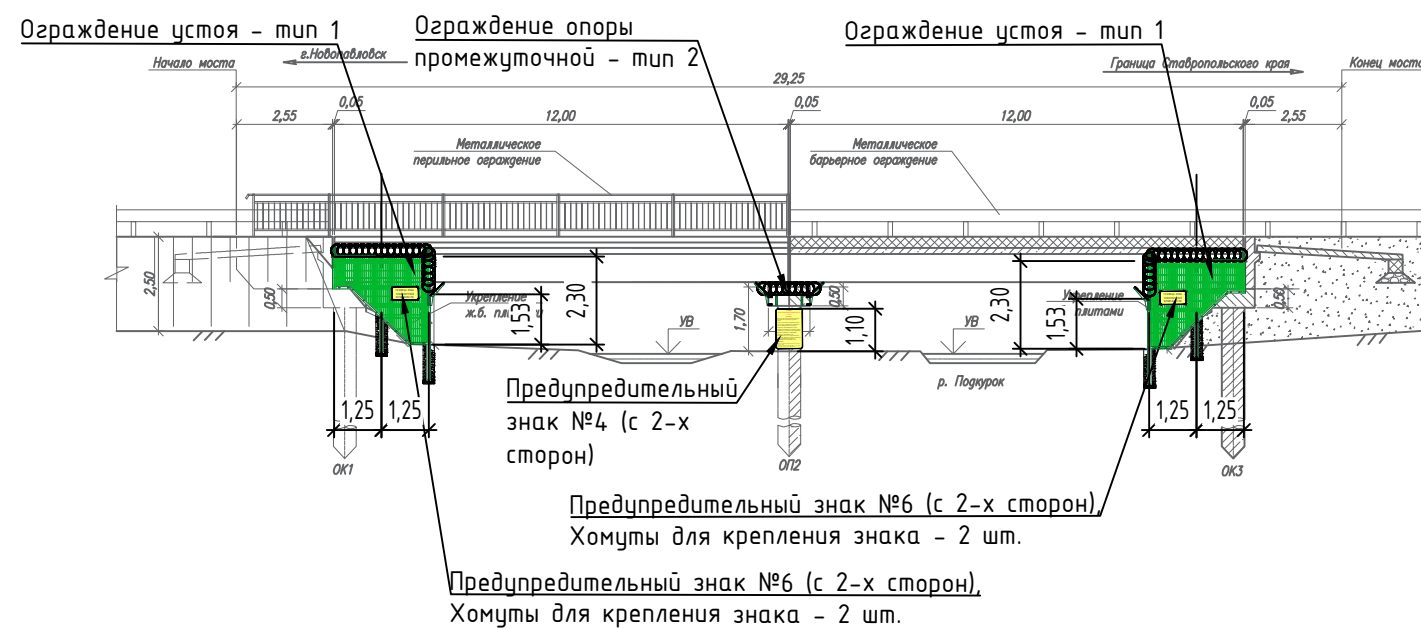 Ограждение устоя - тип 1
Ограждение опоры
промежуточной - тип 2
Ограждение устоя - тип 1
Начало моста
г.Новопавловск
Граница Ставропольского края
Конец моста
29,25
2,55
0,05
12,00
0,05
12,00
0,05
2,55
Металлическое
перильное ограждение
Металлическое
барьерное ограждение
2,50
0,50
1,53
2,30
Укрепление
ж.б.
1,70
0,50
1,10
УВ
УВ
2,30
1,53
Укрепление
плитами
0,50
р. Подкурок
Предупредительный
знак №4 (с 2-х
сторон)
1,25
1,25
1,25
1,25
ОК1
ОП2
ОК3
Предупредительный знак №6 (с 2-х сторон),
Хомуты для крепления знака - 2 шт.
Предупредительный знак №6 (с 2-х сторон),
Хомуты для крепления знака - 2 шт.